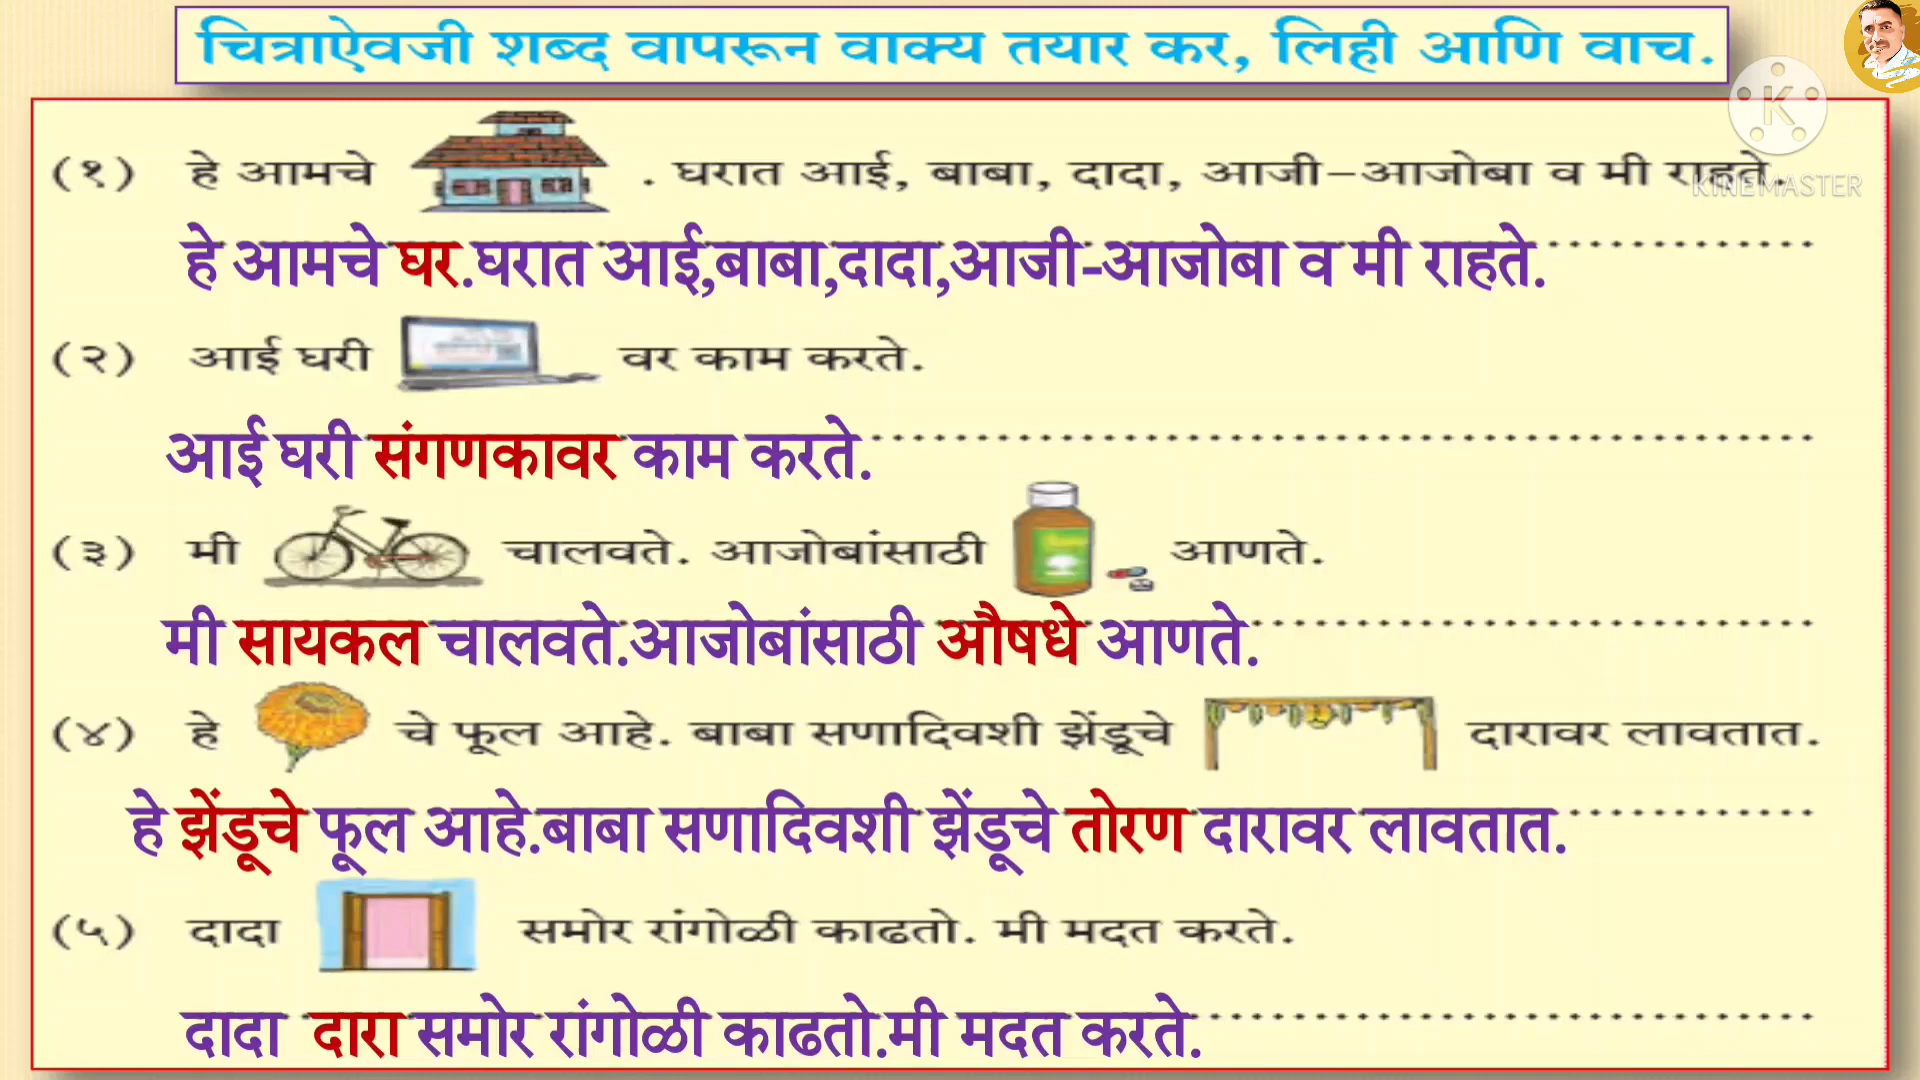 चित्राऐवजी शब्द वापरून वाक्य तयार कर, लिही आणि वाच.
(१) हे आमचे . घरात आई, बाबा, दादा, आजी-आजोबा व मी राहते.
KINEMASTER
हे आमचे घर.घरात आई,बाबा,दादा,आजी-आजोबा व मी राहते.
(२) आई घरी वर काम करते.
आई घरी संगणकावर काम करते.
(३) मी चालवते. आजोबांसाठी आणते.
मी सायकल चालवते.आजोबांसाठी औषधे आणते.
(४) हे चे फूल आहे. बाबा सणादिवशी झेंडूचे दारावर लावतात.
हे झेंडूचे फूल आहे.बाबा सणादिवशी झेंडूचे तोरण दारावर लावतात.
(५) दादा समोर रांगोळी काढतो. मी मदत करते.
दादा दारा समोर रांगोळी काढतो.मी मदत करते.